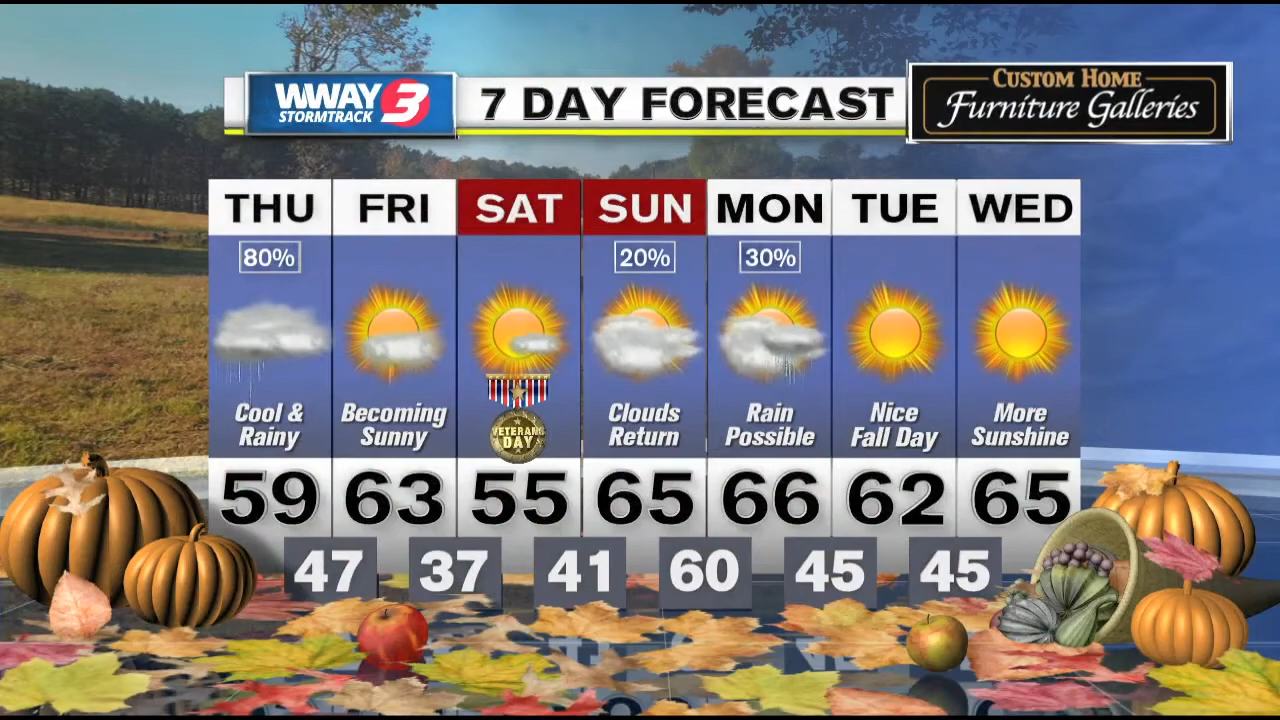 WWAY 3
STORMTRACK
7 DAY FORECAST
CUSTOM HOME
Furniture Galleries
THU FRI SAT SUN MON TUE WED
80% 20% 30%
Cool & Rainy
Becoming Sunny
VETERANS DAY
Clouds Return
Rain Possible
Nice Fall Day
More Sunshine
59 63 55 65 66 62 65
47 37 41 60 45 45